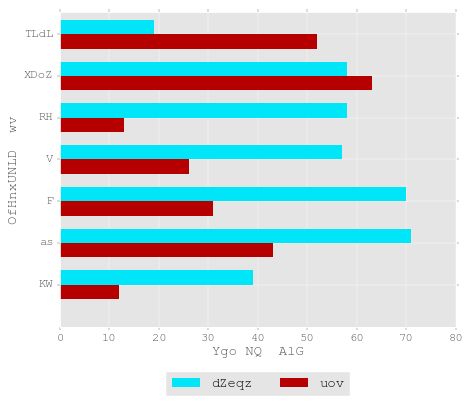 TLdL
XDoZ
RH
V
F
as
KW
OfHnxUNLD wv
0 10 20 30 40 50 60 70 80
Ygo NQ AlG
dZeqz uov